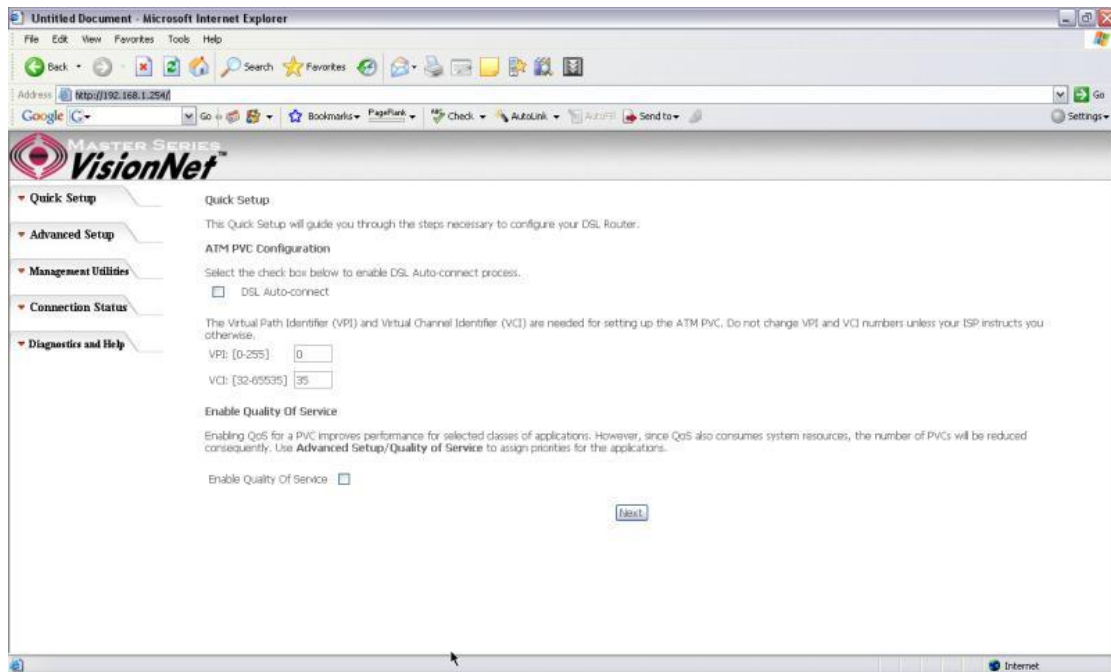 Untitled Document - Microsoft Internet Explorer
File Edit View Favorites Tools Help
Back Search Favorites
Address http://192.168.1.254/ Go
Google G Go Bookmarks PageRank Check AutoLink AutoFill Send to Settings
MASTER SERIES
VisionNet™
Quick Setup
Advanced Setup
Management Utilities
Connection Status
Diagnostics and Help
Quick Setup
This Quick Setup will guide you through the steps necessary to configure your DSL Router.
ATM PVC Configuration
Select the check box below to enable DSL Auto-connect process.
DSL Auto-connect
The Virtual Path Identifier (VPI) and Virtual Channel Identifier (VCI) are needed for setting up the ATM PVC. Do not change VPI and VCI numbers unless your ISP instructs you
otherwise.
VPI: [0-255] 0
VCI: [32-65535] 35
Enable Quality Of Service
Enabling QoS for a PVC improves performance for selected classes of applications. However, since QoS also consumes system resources, the number of PVCs will be reduced
consequently. Use Advanced Setup/Quality of Service to assign priorities for the applications.
Enable Quality Of Service
Next
Internet